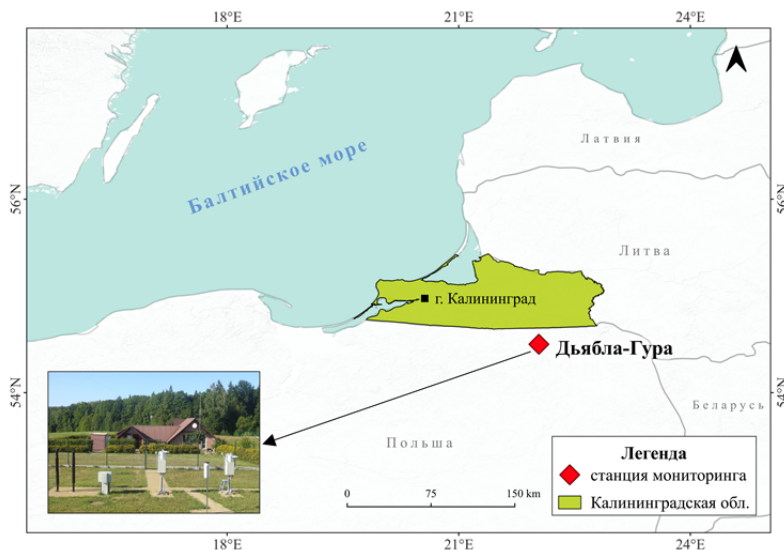 18°E
21°E
24°E
Латвия
Балтийское море
56°N
56°N
Литва
г. Калининград
Дьябла-Гура
54°N
54°N
Беларусь
Польша
Легенда
станция мониторинга
Калининградская обл.
0
75
150 km
18°E
21°E
24°E